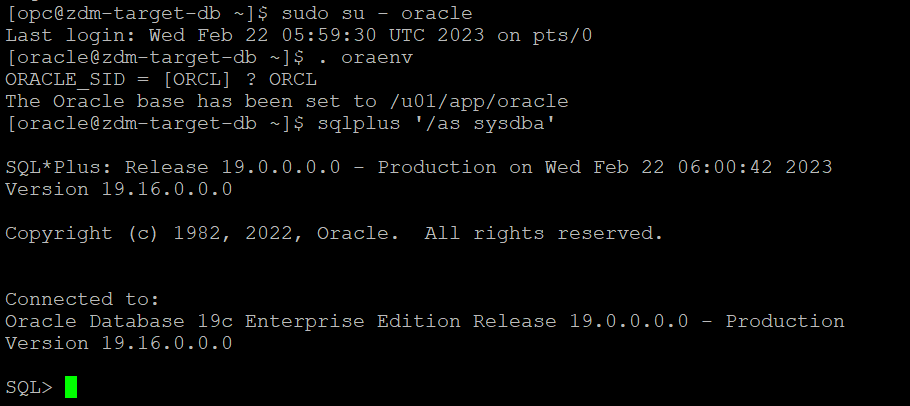 [opc@zdm-target-db ~]$ sudo su - oracle
Last login: Wed Feb 22 05:59:30 UTC 2023 on pts/0
[oracle@zdm-target-db ~]$ . oraenv
ORACLE_SID = [ORCL] ? ORCL
The Oracle base has been set to /u01/app/oracle
[oracle@zdm-target-db ~]$ sqlplus '/as sysdba'
SQL*Plus: Release 19.0.0.0.0 - Production on Wed Feb 22 06:00:42 2023
Version 19.16.0.0.0
Copyright (c) 1982, 2022, Oracle.  All rights reserved.
Connected to:
Oracle Database 19c Enterprise Edition Release 19.0.0.0.0 - Production
Version 19.16.0.0.0
SQL>